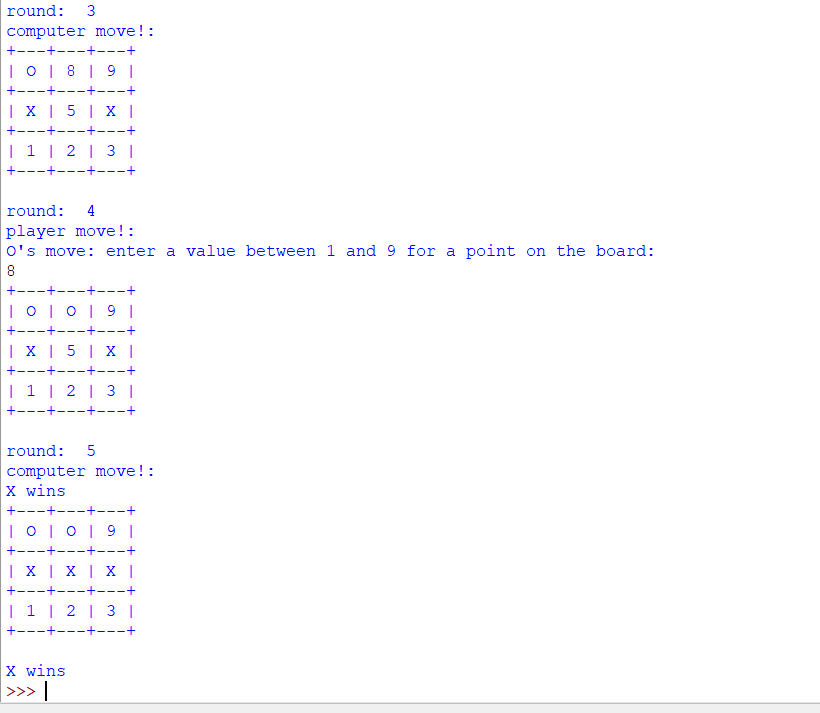 round:  3
computer move!:
+---+---+---+
| O | 8 | 9 |
+---+---+---+
| X | 5 | X |
+---+---+---+
| 1 | 2 | 3 |
+---+---+---+
round:  4
player move!:
O's move: enter a value between 1 and 9 for a point on the board:
8
+---+---+---+
| O | O | 9 |
+---+---+---+
| X | 5 | X |
+---+---+---+
| 1 | 2 | 3 |
+---+---+---+
round:  5
computer move!:
X wins
+---+---+---+
| O | O | 9 |
+---+---+---+
| X | X | X |
+---+---+---+
| 1 | 2 | 3 |
+---+---+---+
X wins
>>>